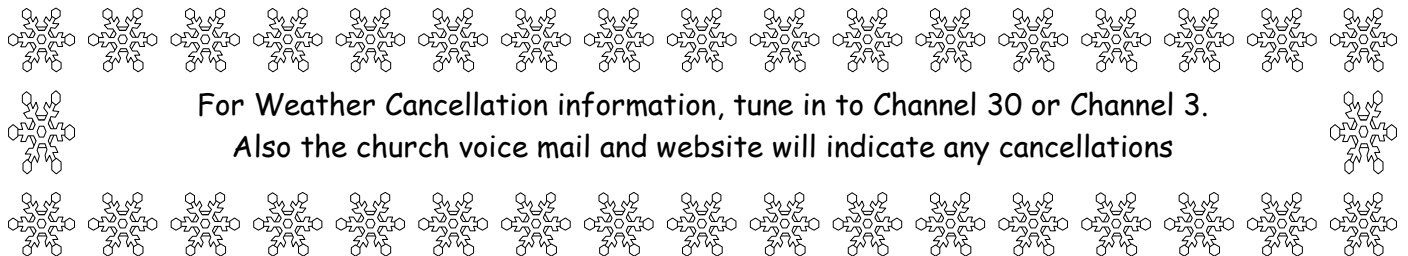 For Weather Cancellation information, tune in to Channel 30 or Channel 3.
Also the church voice mail and website will indicate any cancellations